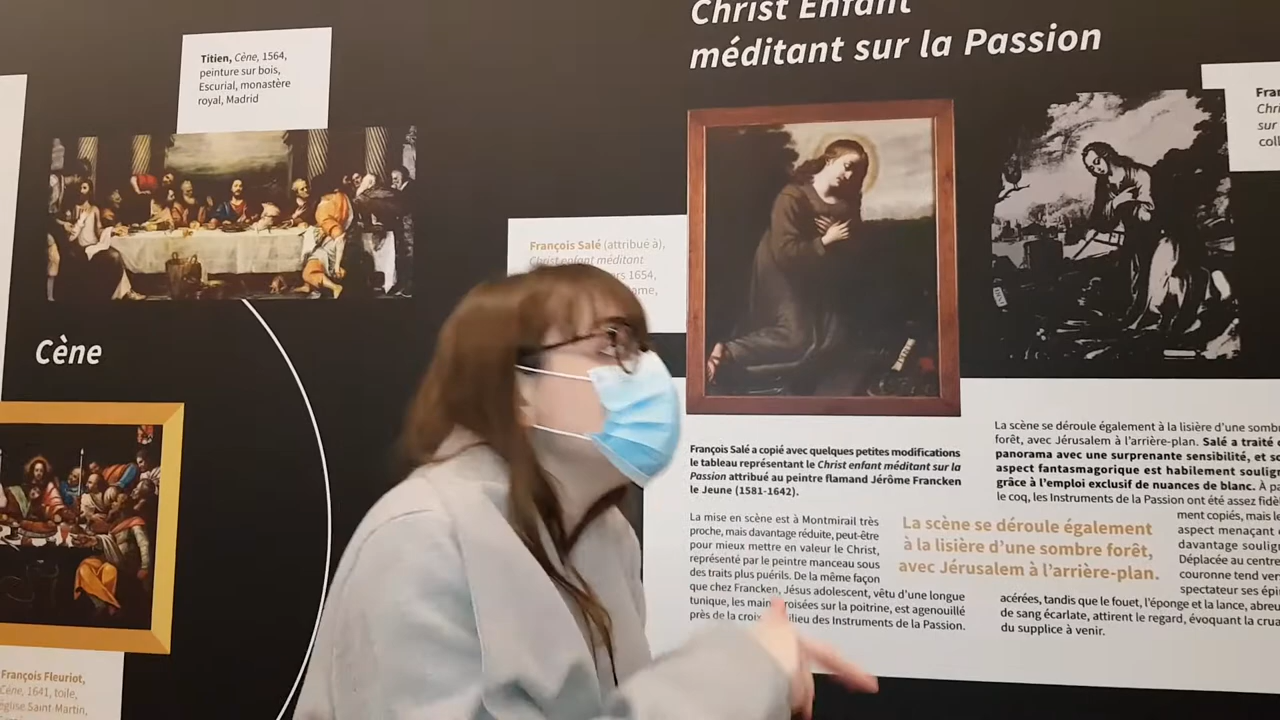 Titien, Cène, 1564,
peinture sur bois,
Escurial, monastère
royal, Madrid
Cène
François Fleuriot,
Cène, 1641, toile,
église Saint-Martin,
Christ Enfant
méditant sur la Passion
François Salé (attribué à),
Christ enfant méditant
1654,
François Salé a copié avec quelques petites modifications
le tableau représentant le Christ enfant méditant sur la
Passion attribué au peintre flamand Jérôme Francken
le Jeune (1581-1642).
La mise en scène est à Montmirail très
proche, mais davantage réduite, peut-être
pour mieux mettre en valeur le Christ,
représenté par le peintre manceau sous
des traits plus puérils. De la même façon
que chez Francken, Jésus adolescent, vêtu d'une longue
tunique, les mains croisées sur la poitrine, est agenouillé
près de la croix milieu des Instruments de la Passion.
La scène se déroule également
à la lisière d'une sombre forêt,
avec Jérusalem à l'arrière-plan.
La scène se déroule également à la lisière d'une
forêt, avec Jérusalem à l'arrière-plan. Salé a traité
panorama avec une surprenante sensibilité, et
aspect fantasmagorique est habilement
grâce à l'emploi exclusif de nuances de blanc. À
le coq, les Instruments de la Passion ont été assez
ment copiés, mais
aspect menaçant
davantage
Déplacée au centre
couronne tend
spectateur ses
acérées, tandis que le fouet, l'éponge et la lance,
de sang écarlate, attirent le regard, évoquant la
du supplice à venir.
sur